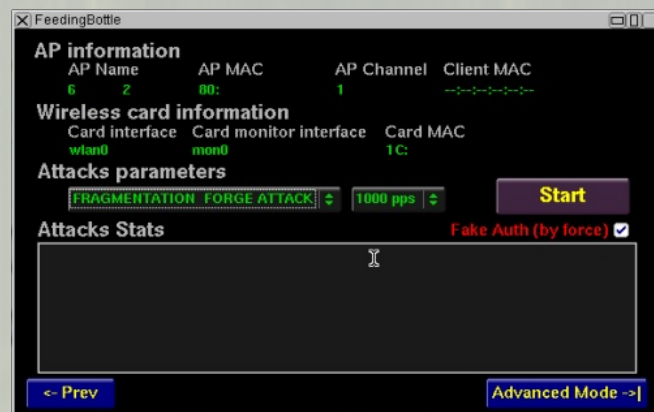 FeedingBottle
AP information
AP Name AP MAC AP Channel Client MAC
6 2 80: 1 --:--:--:--:--:--
Wireless card information
Card interface Card monitor interface Card MAC
wlan0 mon0 1C:
Attacks parameters
FRAGMENTATION FORGE ATTACK 1000 pps Start
Attacks Stats Fake Auth (by force)
<- Prev Advanced Mode ->|